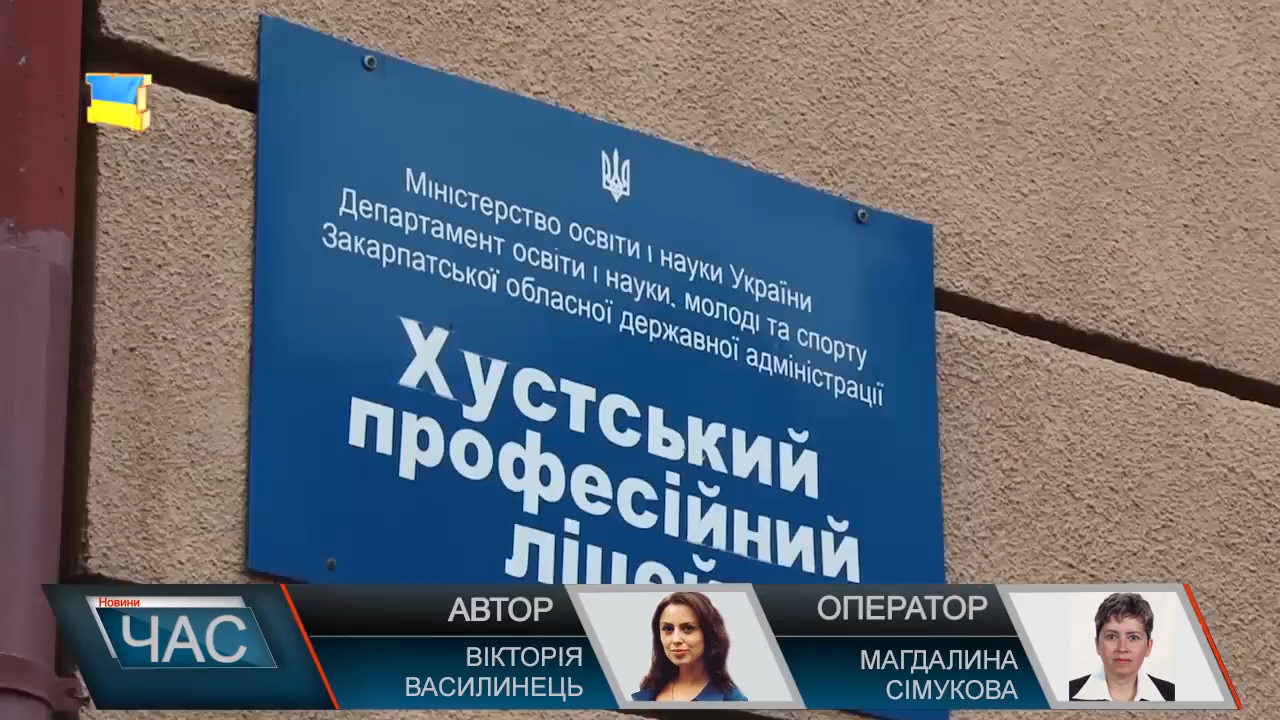 Міністерство освіти і науки України
Департамент освіти і науки, молоді та спорту
Закарпатської обласної державної адміністрації
Хустський
професійний
ліцей
Новини
ЧАС
АВТОР
ВІКТОРІЯ
ВАСИЛИНЕЦЬ
ОПЕРАТОР
МАГДАЛИНА
СІМУКОВА